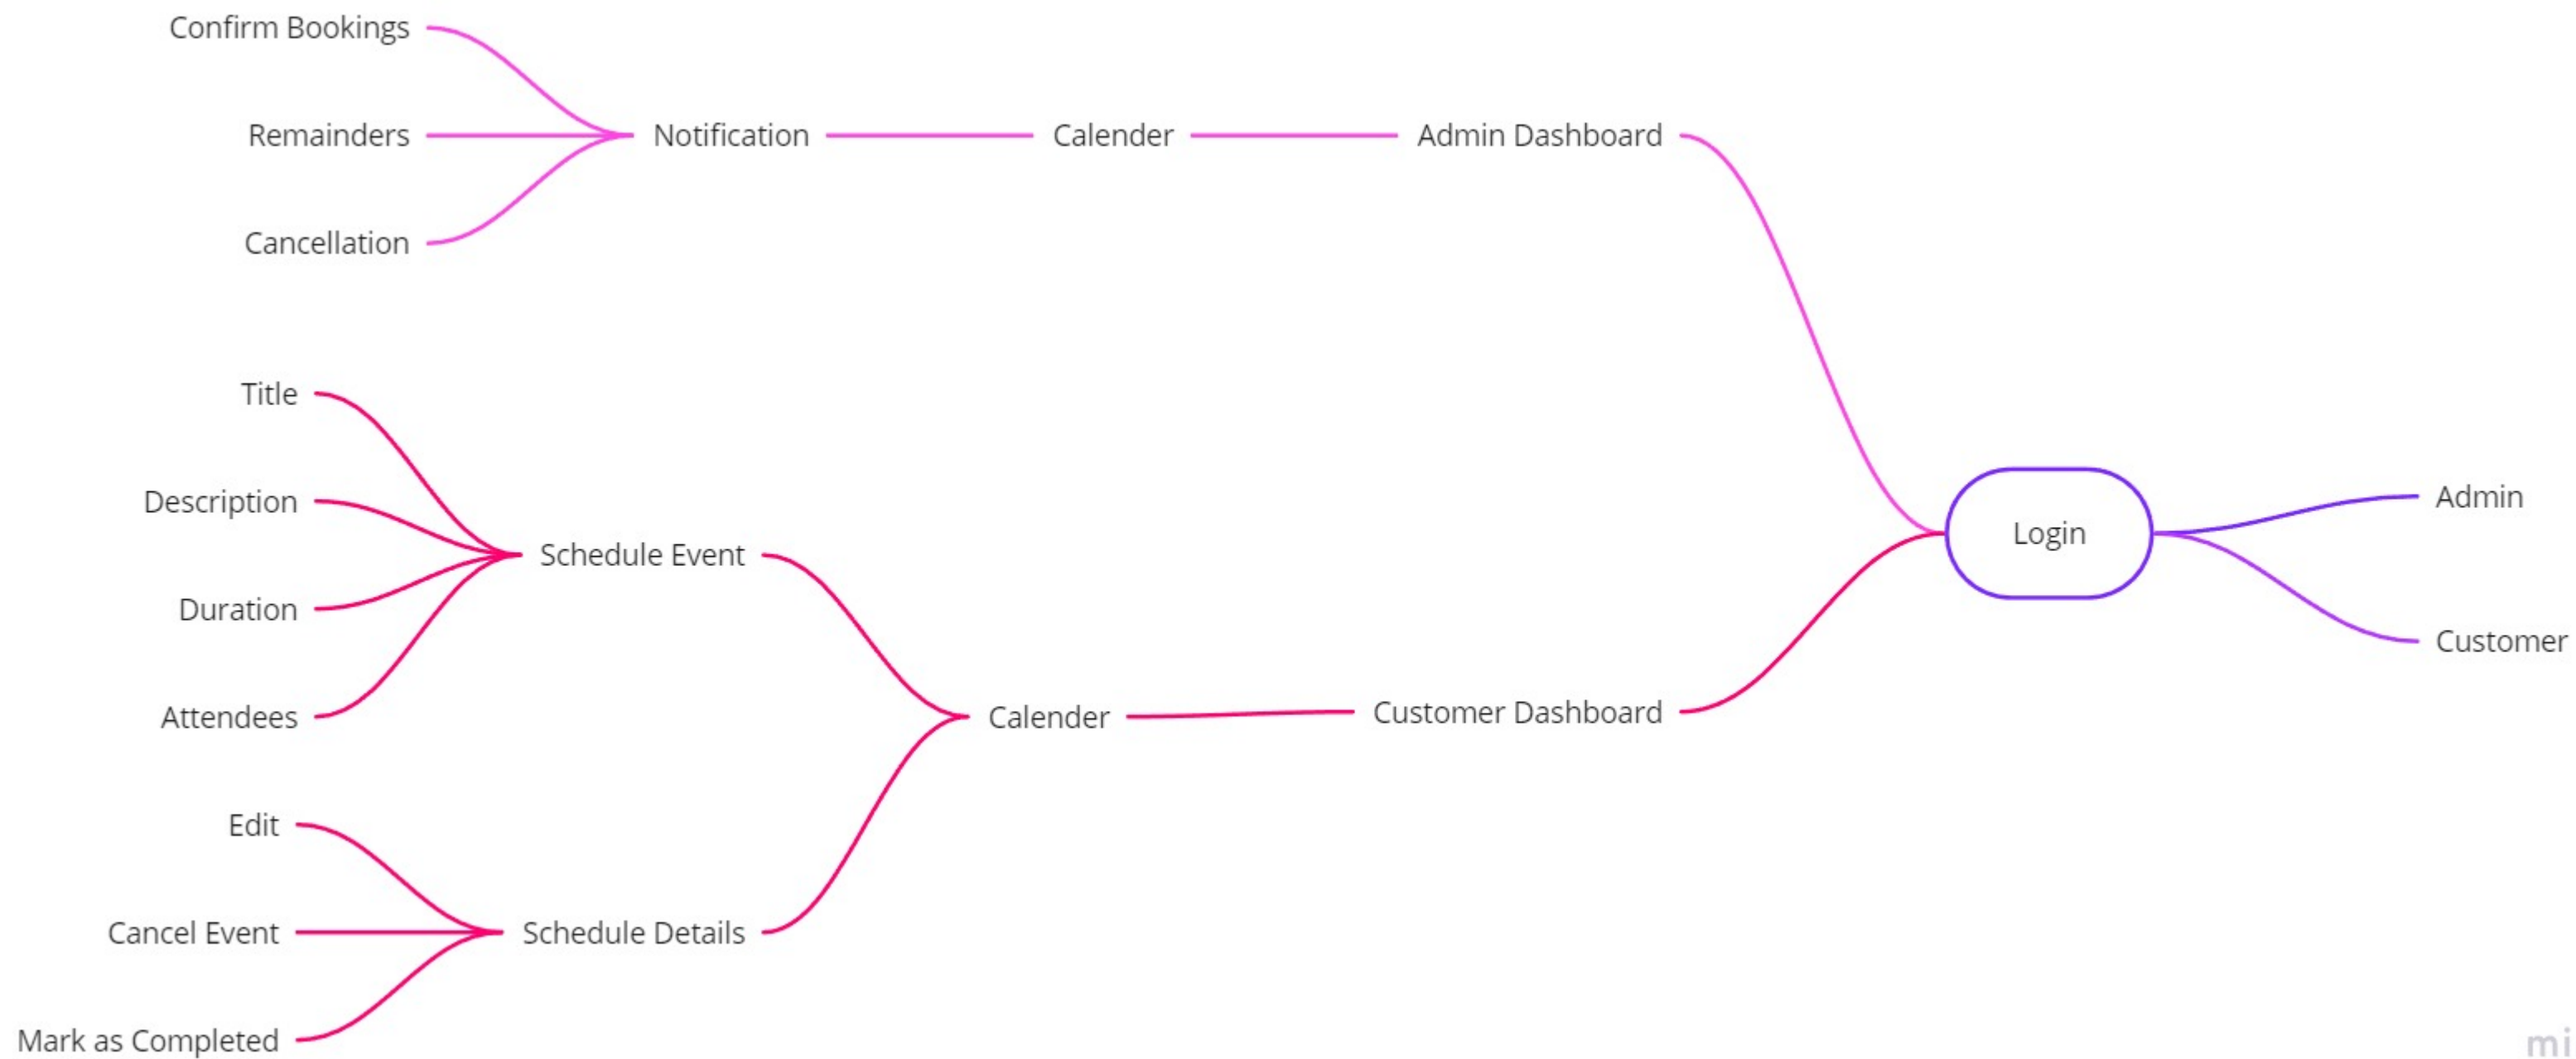 Confirm Bookings
Remainders
Notification
Calender
Admin Dashboard
Cancellation
Title
Description
Schedule Event
Duration
Attendees
Calender
Customer Dashboard
Login
Admin
Customer
Edit
Cancel Event
Schedule Details
Mark as Completed
mi